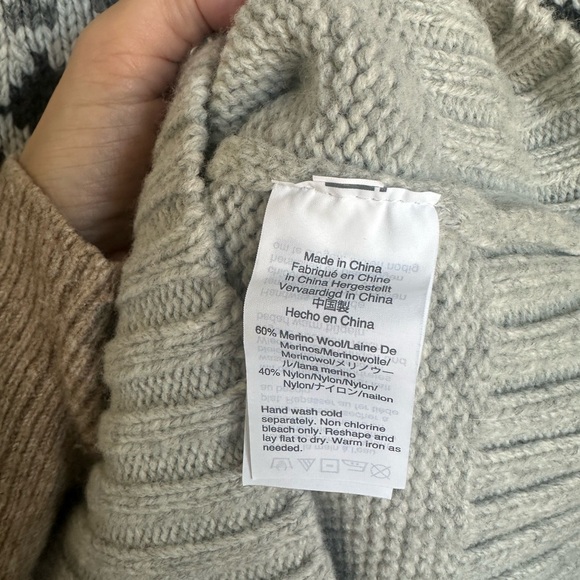 Made in China
Fabriqué en Chine
in China Hergestellt
Vervaardigd in China
中国製
Hecho en China
60% Merino Wool/Laine De
Merinos/Merinowolle/
Merinowol/メリノウー
ル/lana merino
40% Nylon/Nylon/Nylon/
Nylon/ナイロン/nailon
Hand wash cold
separately. Non chlorine
bleach only. Reshape and
lay flat to dry. Warm iron as
needed.